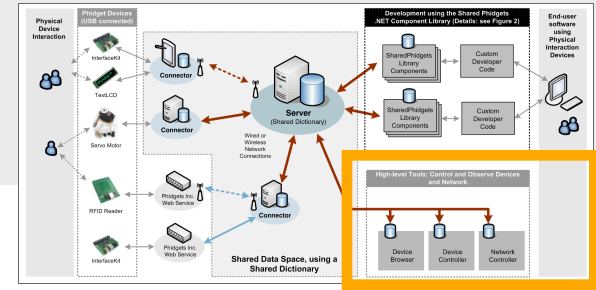 Physical
Device
Interaction
Phidget Devices
(USB connected)
InterfaceKit
TextLCD
Servo Motor
RFID Reader
InterfaceKit
Connector
Connector
Phidgets Inc.
Web Service
Phidgets Inc.
Web Service
Connector
Server
(Shared Dictionary)
Wired or
Wireless
Network
Connections
Shared Data Space, using a
Shared Dictionary
Development using the Shared Phidgets
.NET Component Library (Details: see Figure 2)
SharedPhidgets
Library
Components
Custom
Developer
Code
SharedPhidgets
Library
Components
Custom
Developer
Code
High-level Tools: Control and Observe Devices
and Network
Device
Browser
Device
Controller
Network
Controller
End-user
software
using
Physical
Interaction
Devices